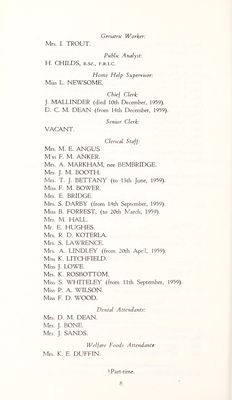 Geriatric Worker:
Mrs. I. TROUT.
Public Analyst:
H. CHILDS, B.Sc., F.R.I.C.
Home Help Supervisor:
Miss L. NEWSOME.
Chief Clerk:
J. MALLINDER (died 10th December, 1959).
D. C. M. DEAN (from 14th December, 1959).
Senior Clerk:
VACANT.
Clerical Staff:
Mrs. M. E. ANGUS
Miss F. M. ANKER.
Mrs. A. MARKHAM, nee BEMBRIDGE.
Mrs. J. M. BOOTH.
Mrs. T. J. BETTANY (to 13th June, 1959).
Miss F. M. BOWER.
Mrs. E. BRIDGE.
Mrs. S. DARBY (from 14th September, 1959).
Miss B. FORREST, (to 20th March, 1959).
Mrs. M. HALL.
Mr. E. HUGHES.
Mrs. R. D. KOTERLA.
Mrs. S. LAWRENCE.
Mrs. A. LINDLEY (from 20th April, 1959).
Miss K. LITCHFIELD.
Miss J. LOWE.
Mrs. K. ROSBOTTOM.
Miss S. WHITELEY (from 11th September, 1959).
Miss P. A. WILSON.
Miss F. D. WOOD.
Dental Attendants:
Mrs. D. M. DEAN.
Mrs. J. BONE.
Mrs. J. SANDS.
Welfare Foods Attendant:
Mrs. K. E. DUFFIN.
†Part-time.
8